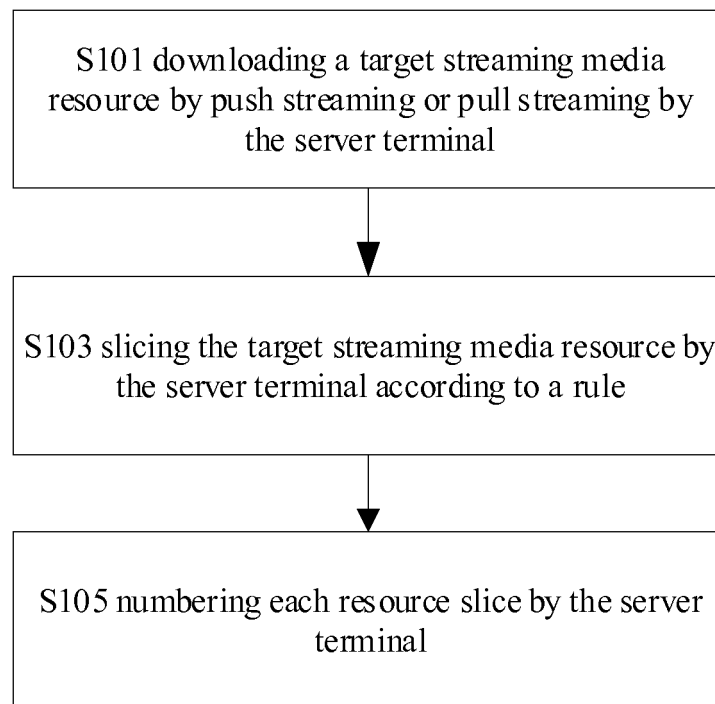 S101 downloading a target streaming media
resource by push streaming or pull streaming by
the server terminal
S103 slicing the target streaming media resource by
the server terminal according to a rule
S105 numbering each resource slice by the server
terminal